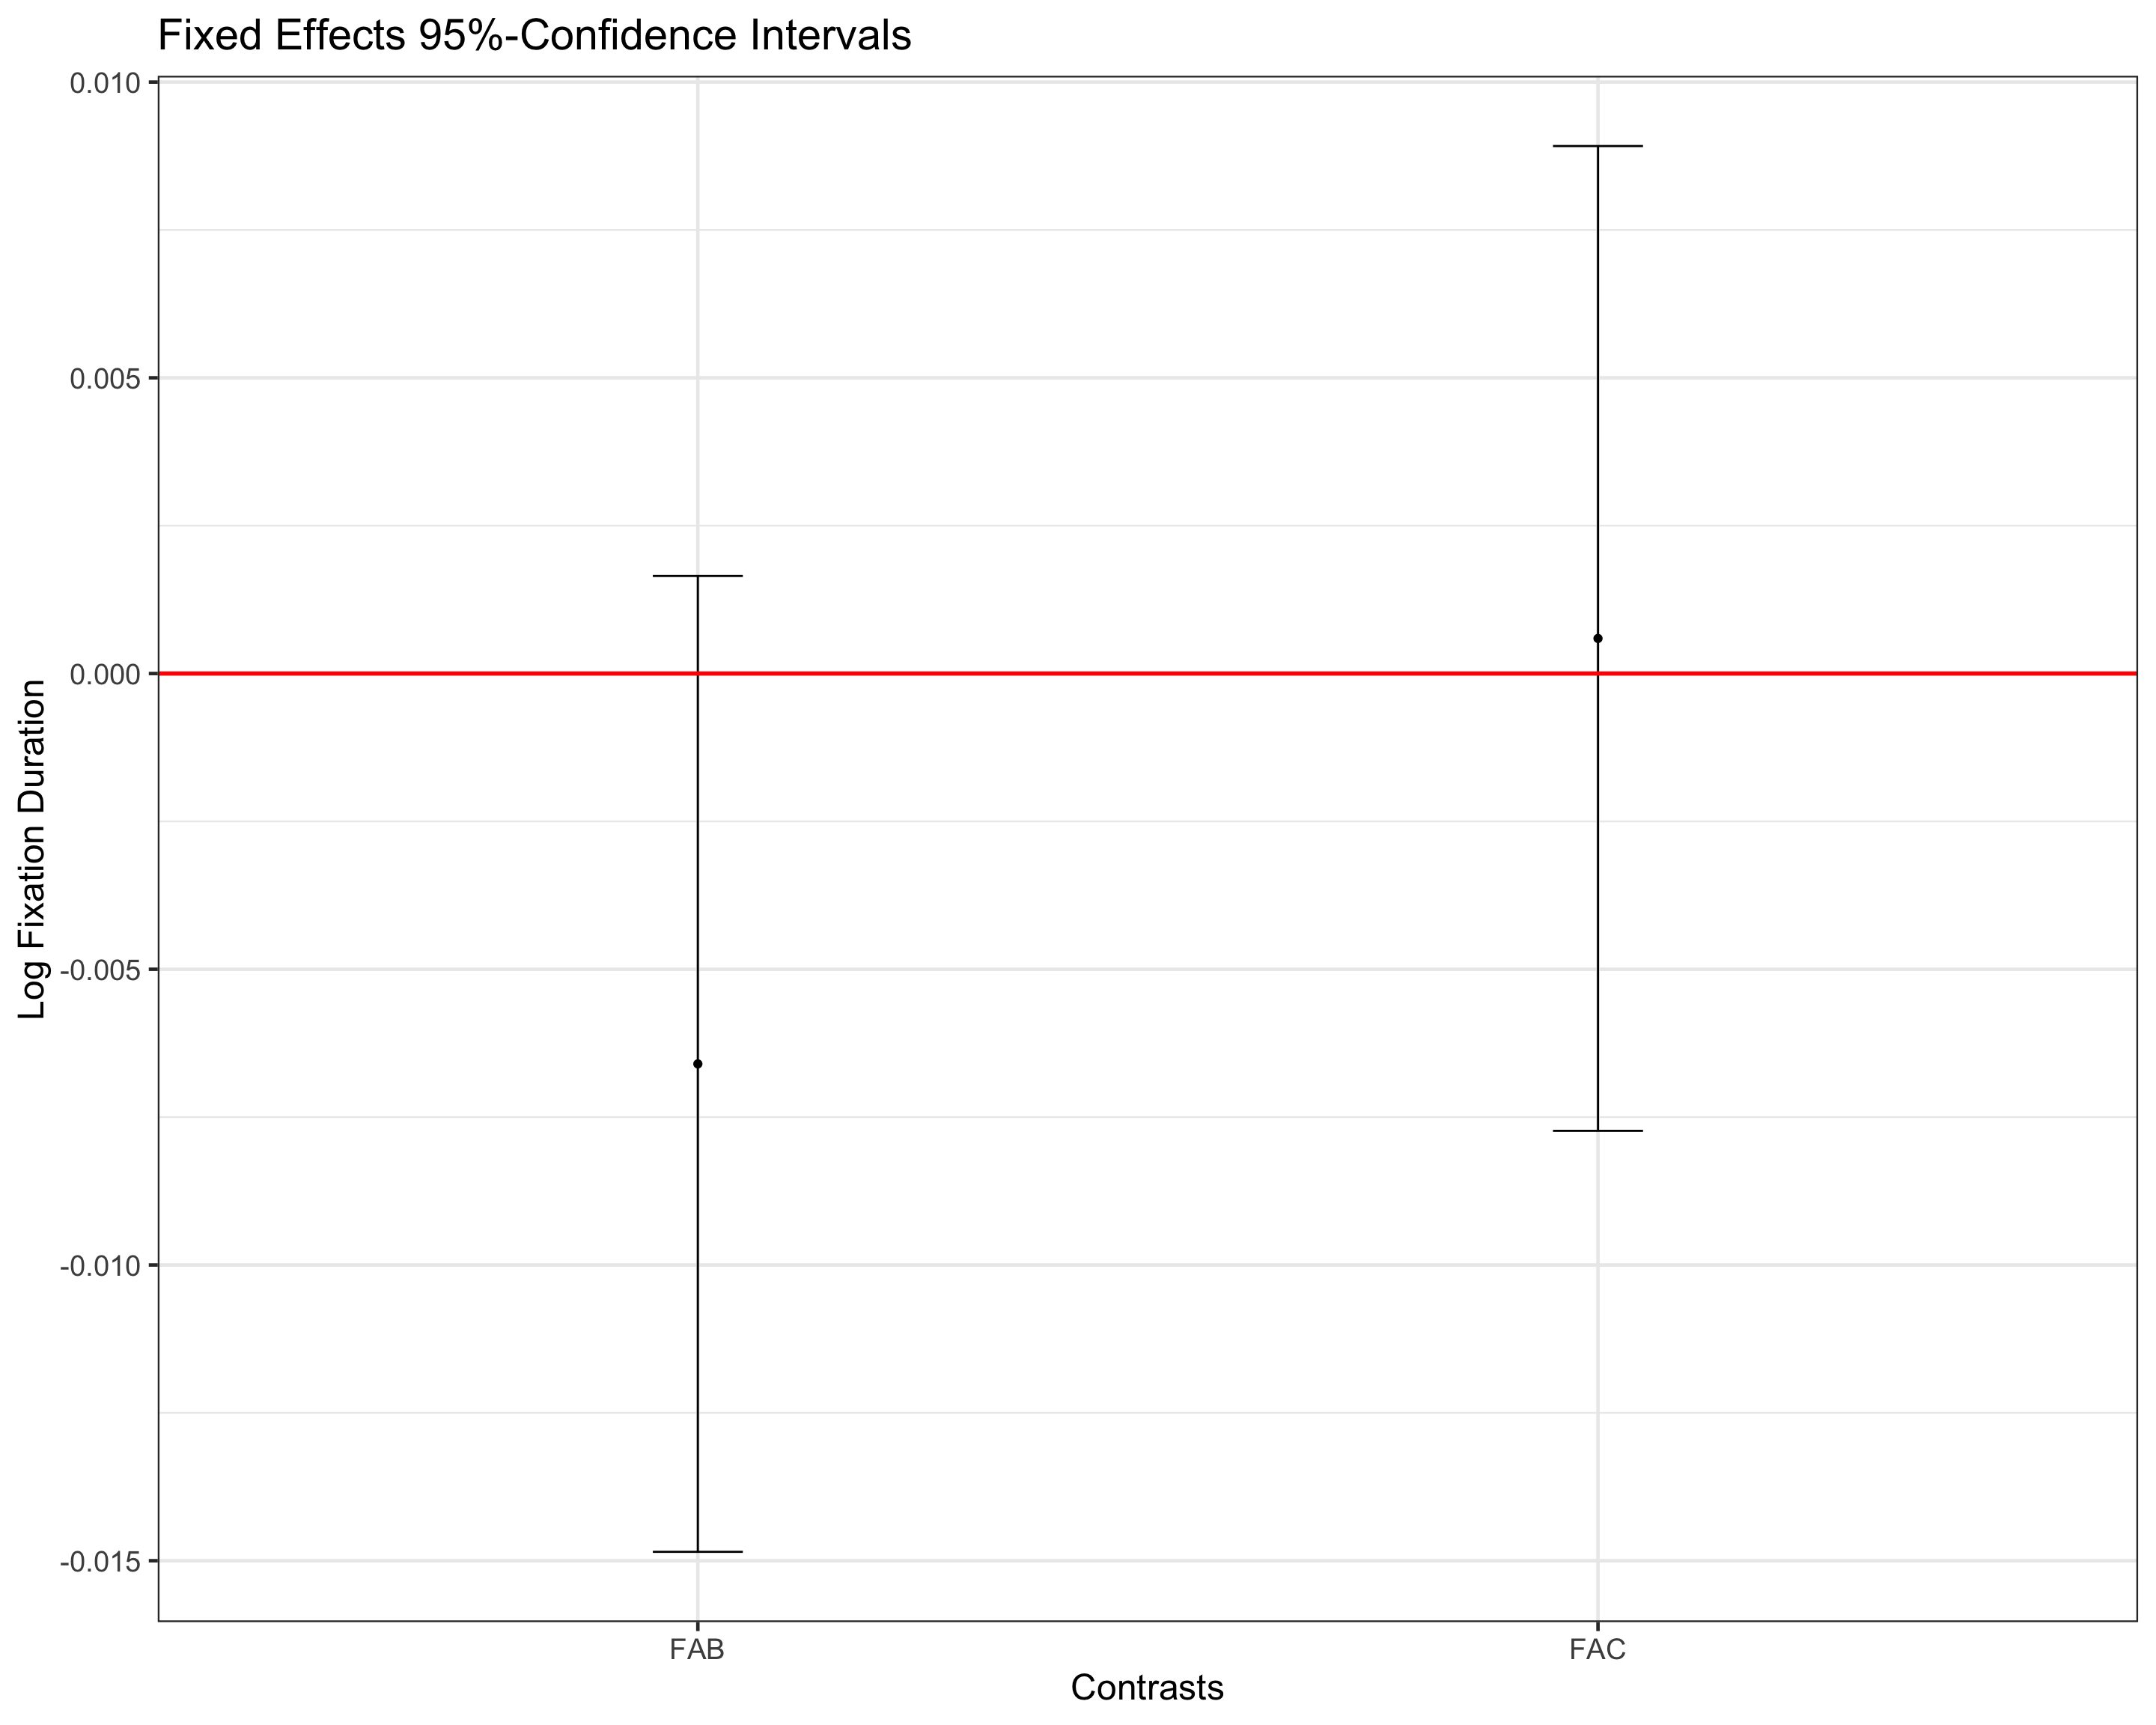 Fixed Effects 95%-Confidence Intervals
0.010
0.005
0.000
-0.005
-0.010
-0.015
Log Fixation Duration
FAB
FAC
Contrasts